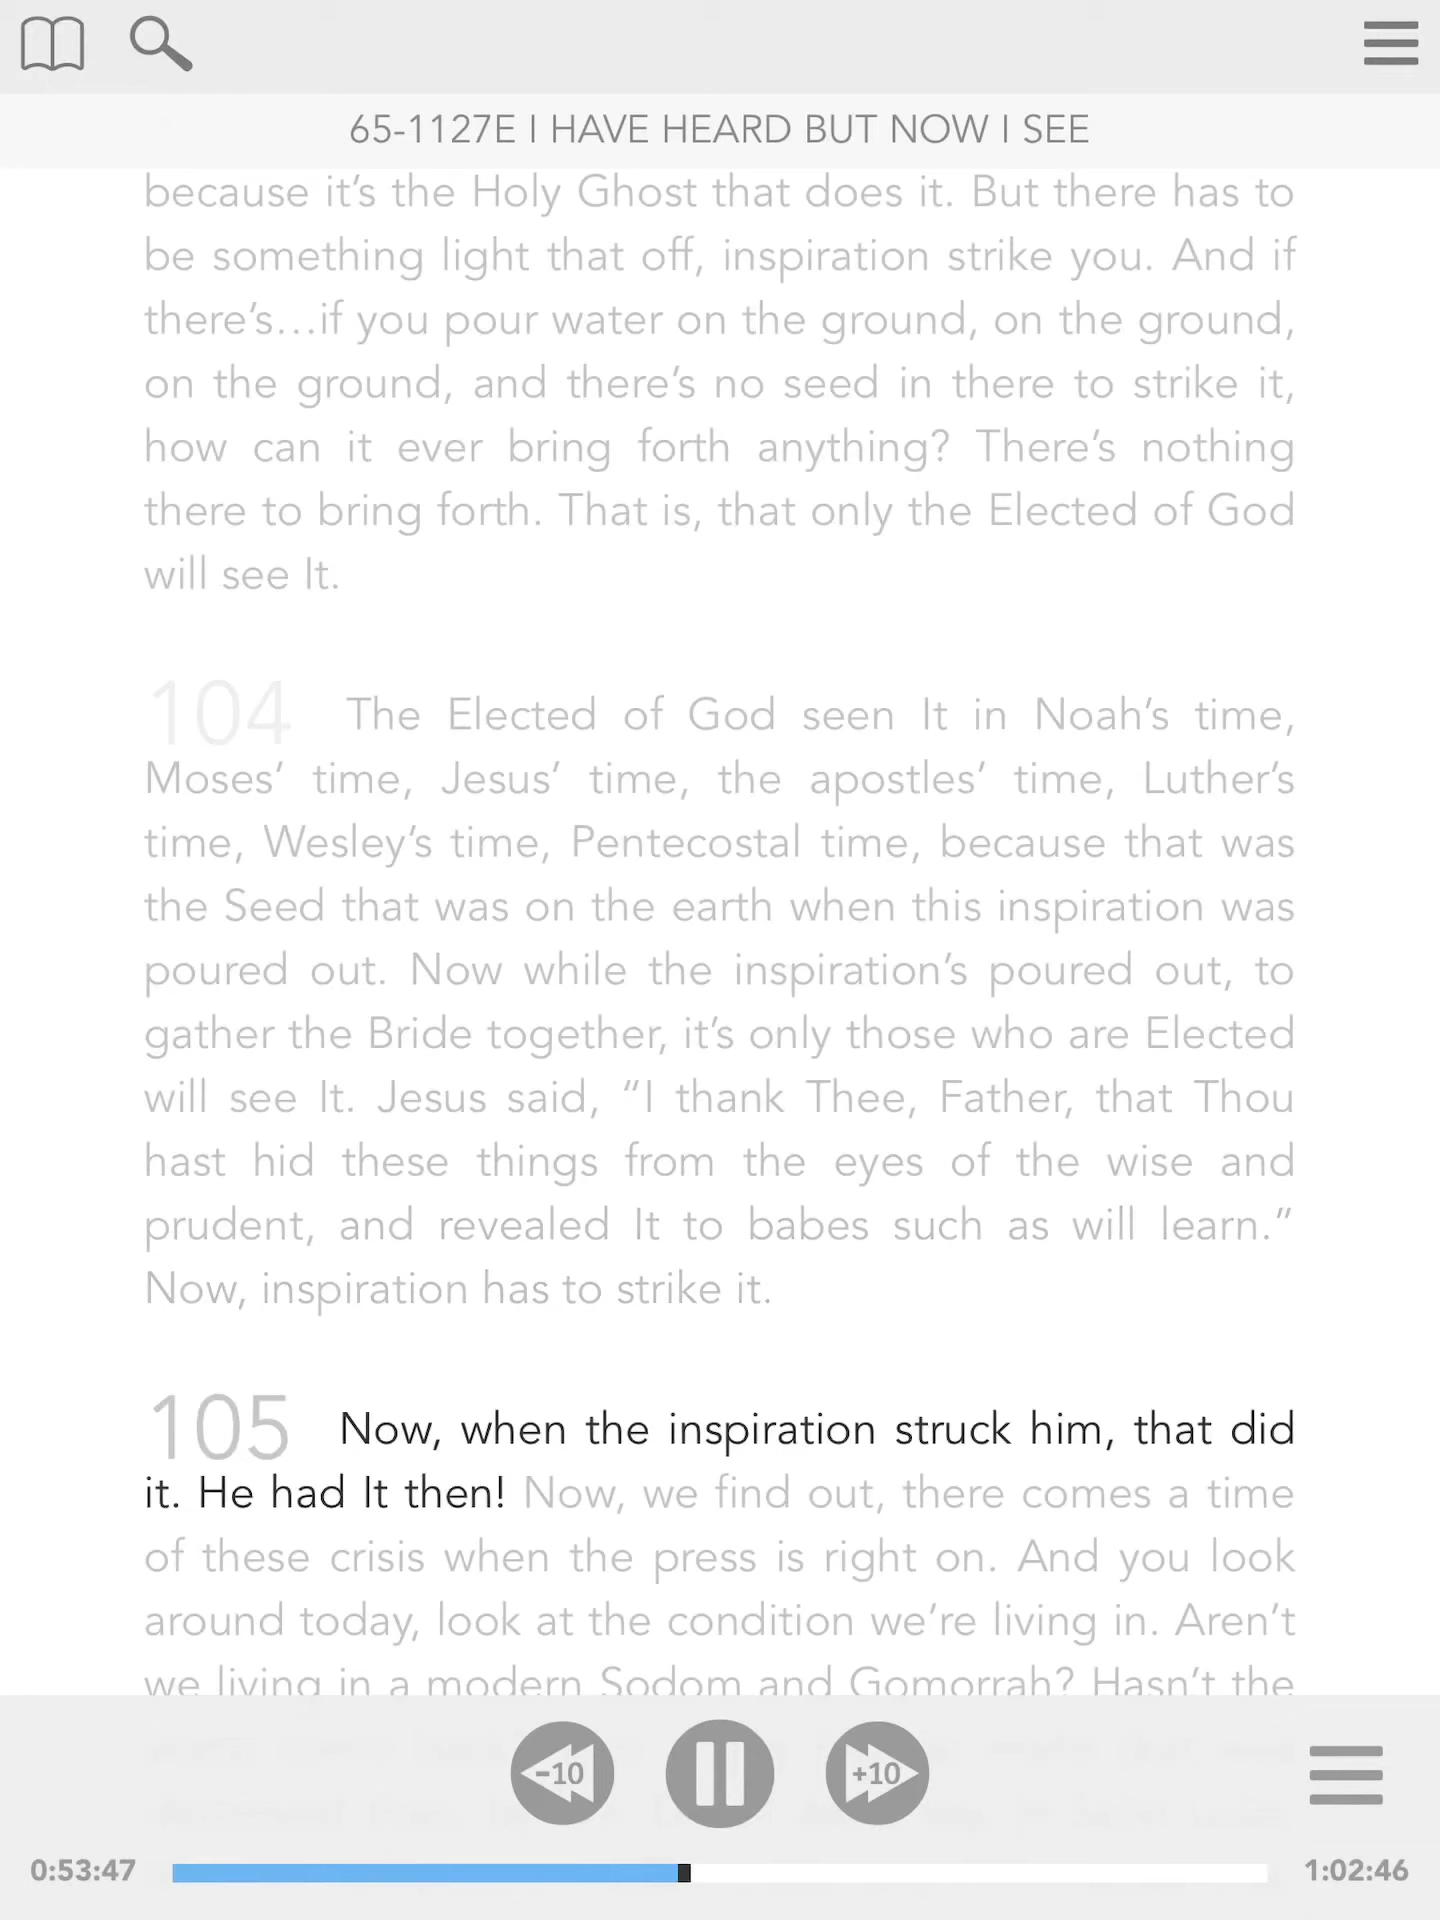 65-1127E I HAVE HEARD BUT NOW I SEE
because it’s the Holy Ghost that does it. But there has to
be something light that off, inspiration strike you. And if
there’s…if you pour water on the ground, on the ground,
on the ground, and there’s no seed in there to strike it,
how can it ever bring forth anything? There’s nothing
there to bring forth. That is, that only the Elected of God
will see It.
104 The Elected of God seen It in Noah’s time,
Moses’ time, Jesus’ time, the apostles’ time, Luther’s
time, Wesley’s time, Pentecostal time, because that was
the Seed that was on the earth when this inspiration was
poured out. Now while the inspiration’s poured out, to
gather the Bride together, it’s only those who are Elected
will see It. Jesus said, “I thank Thee, Father, that Thou
hast hid these things from the eyes of the wise and
prudent, and revealed It to babes such as will learn.”
Now, inspiration has to strike it.
105 Now, when the inspiration struck him, that did
it. He had It then! Now, we find out, there comes a time
of these crisis when the press is right on. And you look
around today, look at the condition we’re living in. Aren’t
we living in a modern Sodom and Gomorrah? Hasn’t the
-10 +10
0:53:47 1:02:46